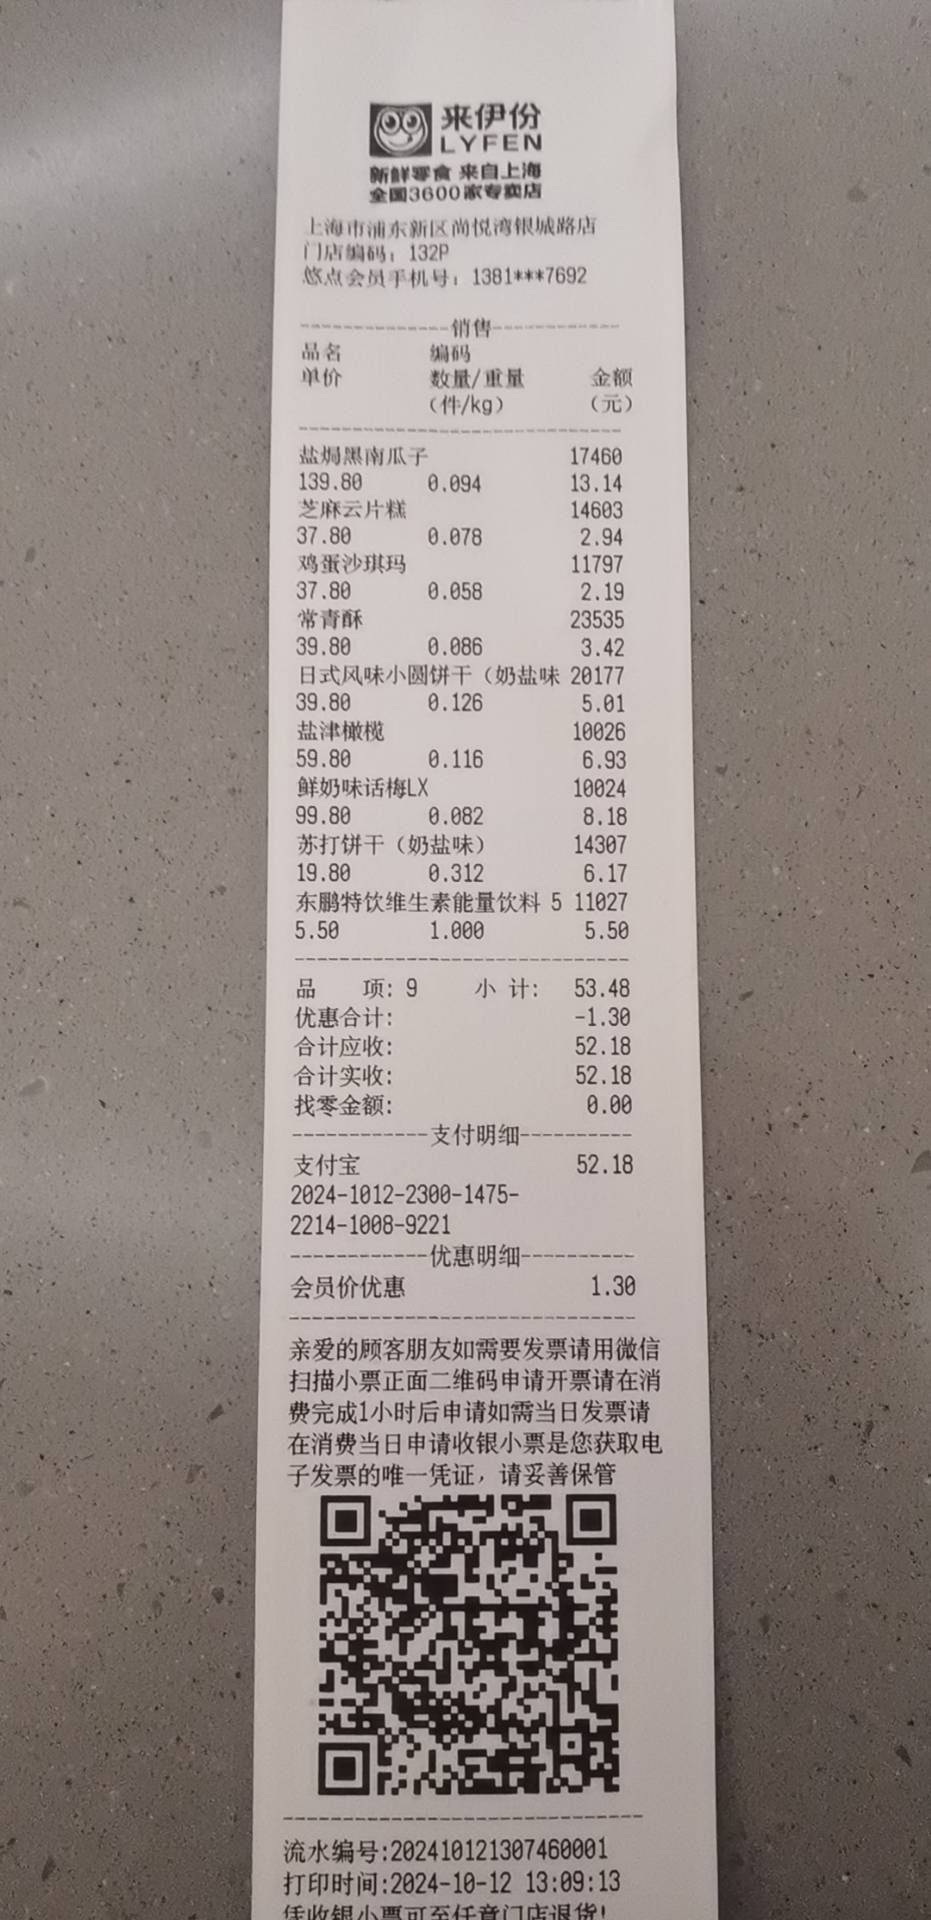 来伊份
LYFEN
新鲜零食 来自上海
全国3600家专卖店
上海市浦东新区尚悦湾银城路店
门店编码: 132P
悠点会员手机号: 1381***7692
---------------销售-------------
品名 编码
单价 数量/重量 金额
(件/kg) (元)
盐焗黑南瓜子 17460
139.80 0.094 13.14
芝麻云片糕 14603
37.80 0.078 2.94
鸡蛋沙琪玛 11797
37.80 0.058 2.19
常青酥 23535
39.80 0.086 3.42
日式风味小圆饼干（奶盐味 20177
39.80 0.126 5.01
盐津橄榄 10026
59.80 0.116 6.93
鲜奶味话梅LX 10024
99.80 0.082 8.18
苏打饼干（奶盐味） 14307
19.80 0.312 6.17
东鹏特饮维生素能量饮料 5 11027
5.50 1.000 5.50
品 项: 9 小 计: 53.48
优惠合计: -1.30
合计应收: 52.18
合计实收: 52.18
找零金额: 0.00
------------支付明细----------
支付宝 52.18
2024-1012-2300-1475-
2214-1008-9221
------------优惠明细----------
会员价优惠 1.30
亲爱的顾客朋友如需要发票请用微信
扫描小票正面二维码申请开票请在消
费完成1小时后申请如需当日发票请
在消费当日申请收银小票是您获取电
子发票的唯一凭证，请妥善保管
流水编号:202410121307460001
打印时间:2024-10-12 13:09:13
凭收银小票可至任意门店退货!